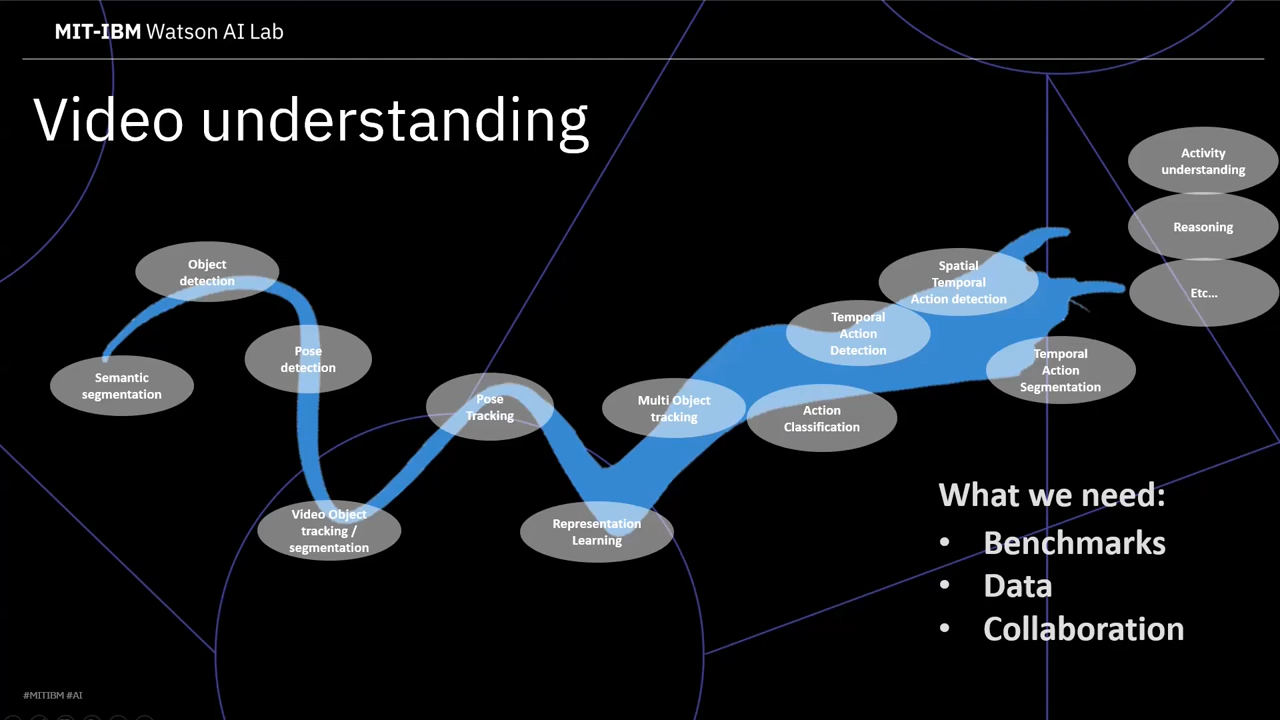 MIT-IBM Watson AI Lab
Video understanding
Activity
understanding
Reasoning
Etc...
Object
detection
Spatial
Temporal
Action detection
Temporal
Action
Detection
Pose
detection
Semantic
segmentation
Temporal
Action
Segmentation
Pose
Tracking
Multi Object
tracking
Action
Classification
Video Object
tracking /
segmentation
Representation
Learning
What we need:
• Benchmarks
• Data
• Collaboration
#MITIBM #AI